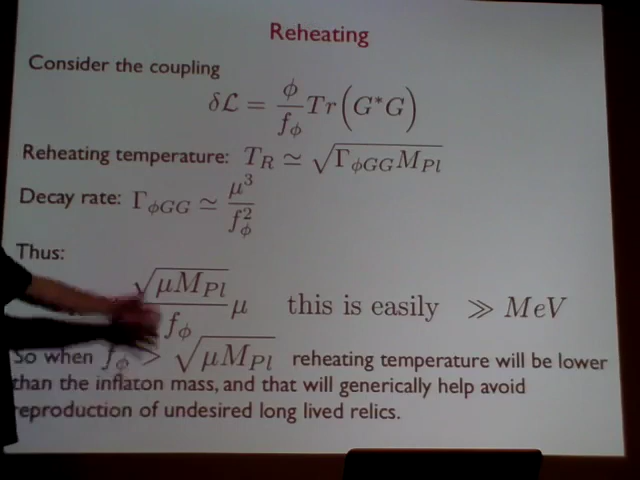 Reheating
Consider the coupling
δℒ = ϕ/f_ϕ Tr(G*G)
Reheating temperature: T_R ≃ √(Γ_ϕGG M_Pl)
Decay rate: Γ_ϕGG ≃ μ³/f_ϕ²
Thus:
√(μM_Pl)/f_ϕ μ this is easily ≫ MeV
So when f_ϕ > √(μM_Pl) reheating temperature will be lower
than the inflaton mass, and that will generically help avoid
reproduction of undesired long lived relics.